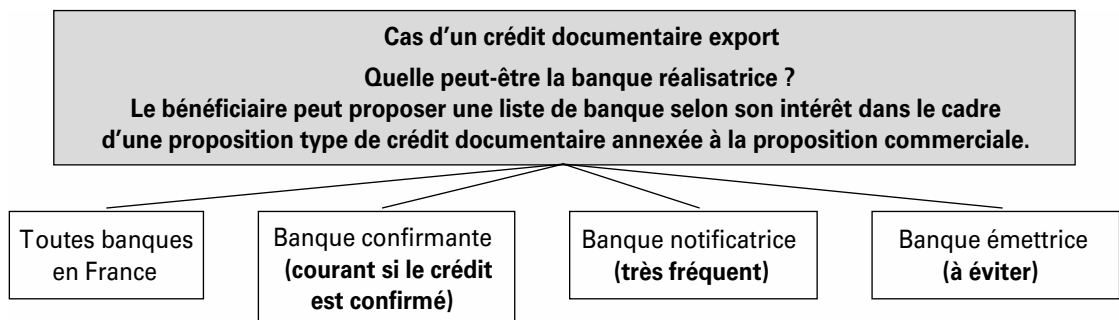 Cas d'un crédit documentaire export
Quelle peut-être la banque réalisatrice ?
Le bénéficiaire peut proposer une liste de banque selon son intérêt dans le cadre
d'une proposition type de crédit documentaire annexée à la proposition commerciale.
Toutes banques
en France
Banque confirmante
(courant si le crédit
est confirmé)
Banque notificatrice
(très fréquent)
Banque émettrice
(à éviter)